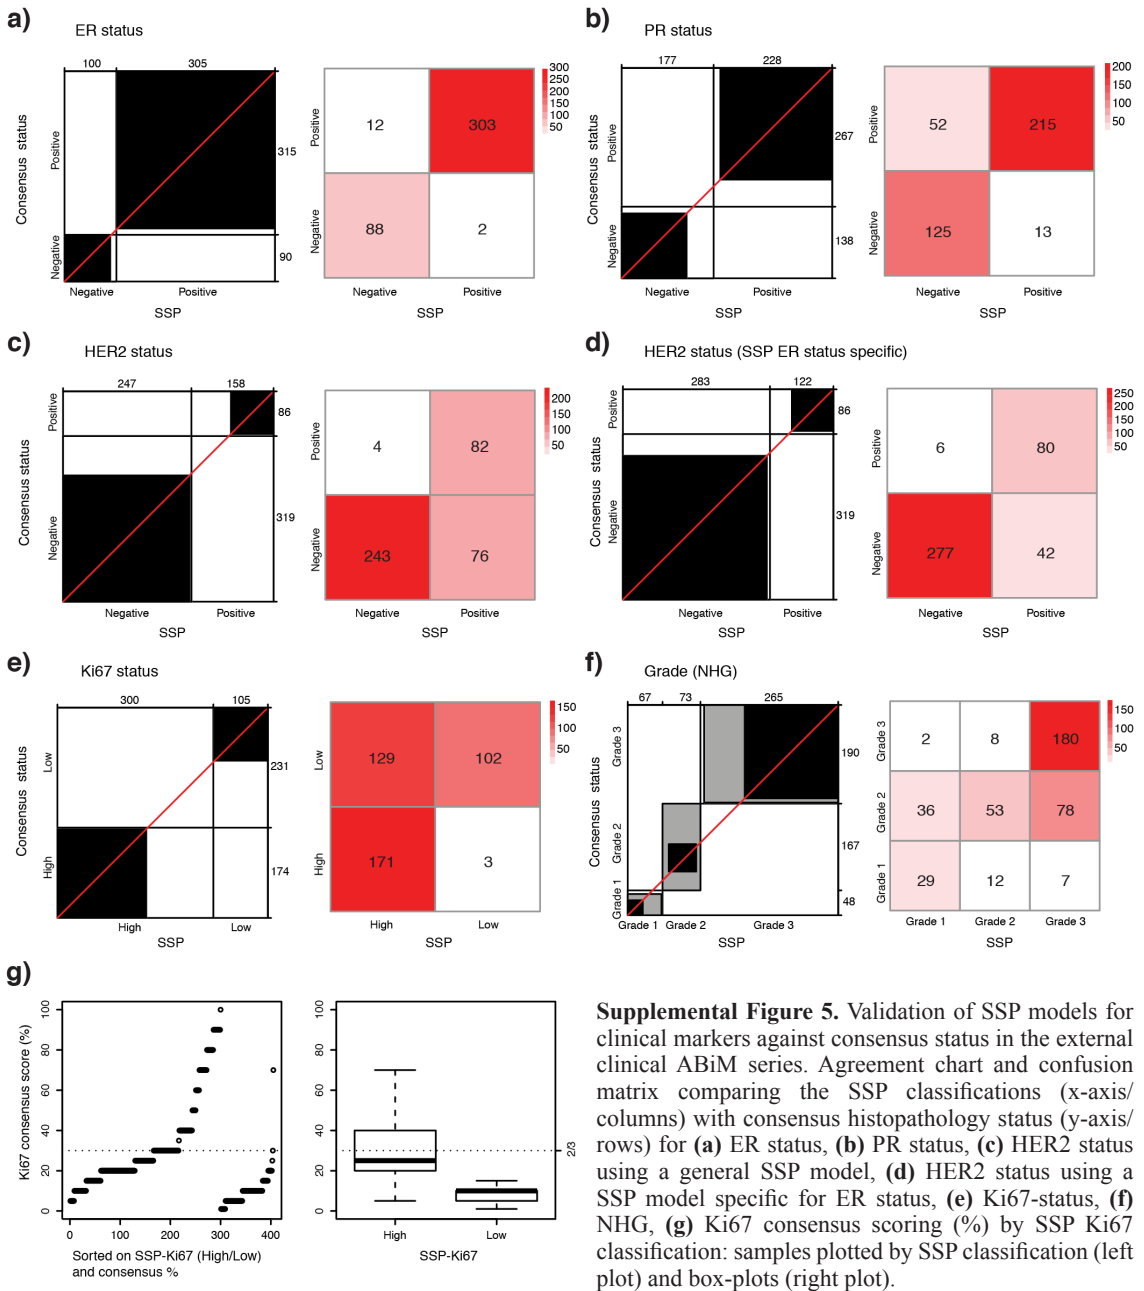 a)
ER status
100
305
Consensus status
Positive
Negative
315
90
Negative
Positive
SSP
300
250
200
150
100
50
Positive
Negative
12
303
88
2
Negative
Positive
SSP
b)
PR status
177
228
Consensus status
Positive
Negative
267
138
Negative
Positive
SSP
200
150
100
50
Positive
Negative
52
215
125
13
Negative
Positive
SSP
c)
HER2 status
247
158
Consensus status
Positive
Negative
86
319
Negative
Positive
SSP
200
150
100
50
Positive
Negative
4
82
243
76
Negative
Positive
SSP
d)
HER2 status (SSP ER status specific)
283
122
Consensus status
Positive
Negative
86
319
Negative
Positive
SSP
250
200
150
100
50
Positive
Negative
6
80
277
42
Negative
Positive
SSP
e)
Ki67 status
300
105
Consensus status
Low
High
231
174
High
Low
SSP
150
100
50
Low
High
129
102
171
3
High
Low
SSP
f)
Grade (NHG)
67
73
265
Consensus status
Grade 3
Grade 2
Grade 1
190
167
48
Grade 1
Grade 2
Grade 3
SSP
150
100
50
Grade 3
Grade 2
Grade 1
2
8
180
36
53
78
29
12
7
Grade 1
Grade 2
Grade 3
SSP
g)
Ki67 consensus score (%)
100
80
60
40
20
0
0
100
200
300
400
Sorted on SSP-Ki67 (High/Low)
and consensus %
100
80
60
40
20
0
2/3
High
Low
SSP-Ki67
Supplemental Figure 5. Validation of SSP models for
clinical markers against consensus status in the external
clinical ABiM series. Agreement chart and confusion
matrix comparing the SSP classifications (x-axis/
columns) with consensus histopathology status (y-axis/
rows) for (a) ER status, (b) PR status, (c) HER2 status
using a general SSP model, (d) HER2 status using a
SSP model specific for ER status, (e) Ki67-status, (f)
NHG, (g) Ki67 consensus scoring (%) by SSP Ki67
classification: samples plotted by SSP classification (left
plot) and box-plots (right plot).